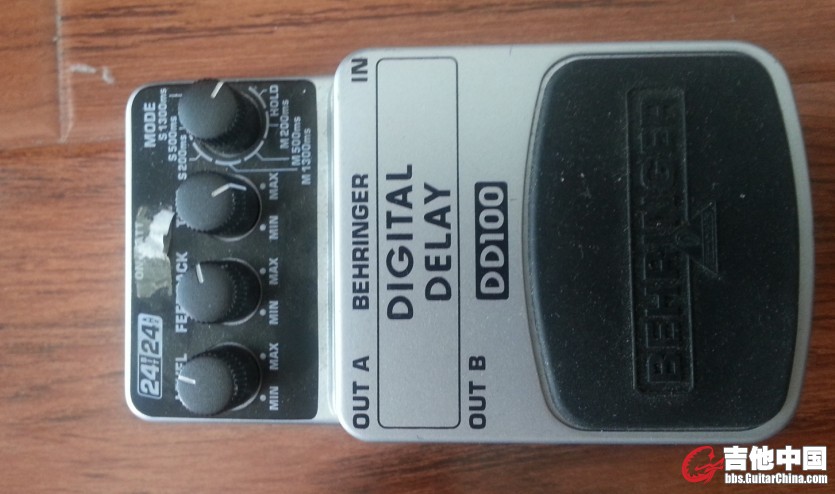 MODE
S 1300ms
S 500ms
S 200ms
HOLD
M 200ms
M 500ms
M 1300ms
MIN
MAX
MIN
MAX
MIN
MAX
24
24
IN
OUT A
BEHRINGER
DIGITAL
DELAY
DD100
OUT B
BEHRINGER
吉他中国
bbs.GuitarChina.com